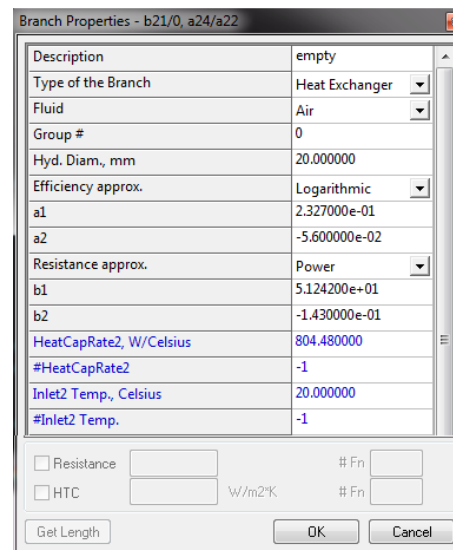 Branch Properties - b21/0, a24/a22
Description empty
Type of the Branch Heat Exchanger
Fluid Air
Group # 0
Hyd. Diam., mm 20.000000
Efficiency approx. Logarithmic
a1 2.327000e-01
a2 -5.600000e-02
Resistance approx. Power
b1 5.124200e+01
b2 -1.430000e-01
HeatCapRate2, W/Celsius 804.480000
#HeatCapRate2 -1
Inlet2 Temp., Celsius 20.000000
#Inlet2 Temp. -1
Resistance # Fn
HTC W/m2*K # Fn
Get Length OK Cancel